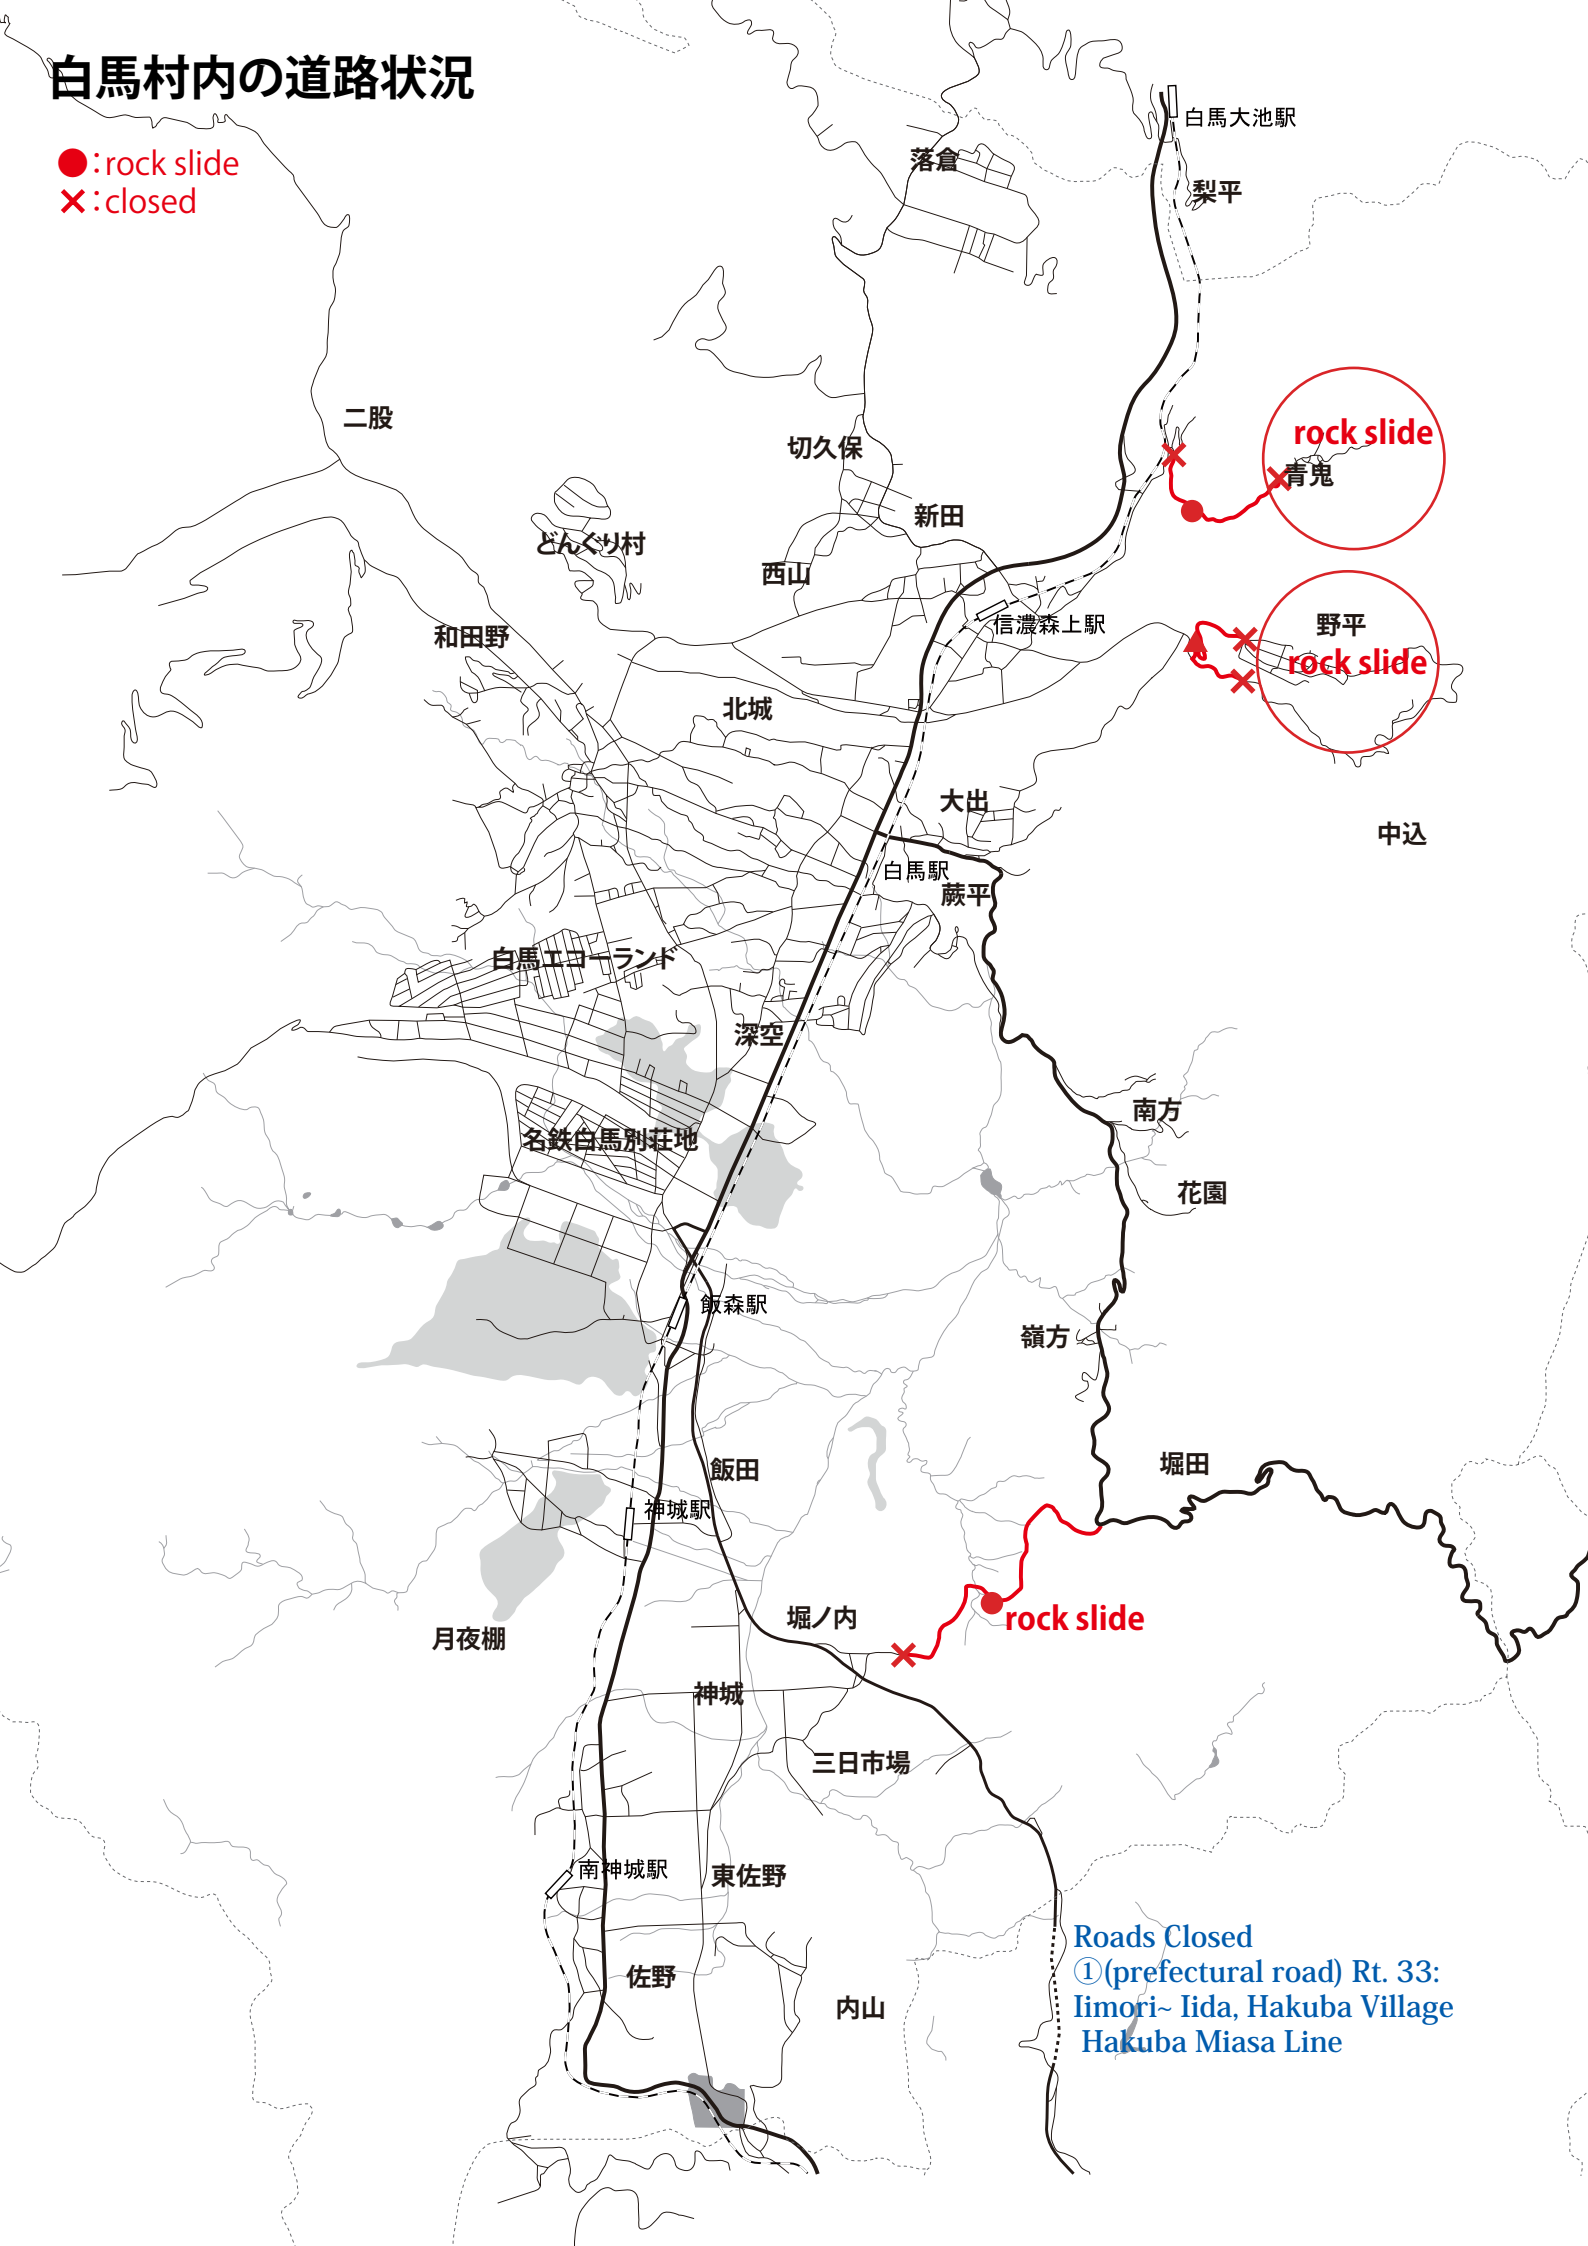 白馬村内の道路状況
●：rock slide
×：closed
白馬大池駅
落倉
梨平
二股
切久保
rock slide
青鬼
新田
どんぐり村
西山
信濃森上駅
野平
和田野
rock slide
北城
大出
中込
白馬駅
蕨平
白馬エコーランド
深空
南方
名鉄白馬別荘地
花園
飯森駅
嶺方
堀田
飯田
神城駅
堀ノ内
rock slide
月夜棚
神城
三日市場
南神城駅
東佐野
佐野
内山
Roads Closed
①(prefectural road) Rt. 33:
Iimori~ Iida, Hakuba Village
Hakuba Miasa Line